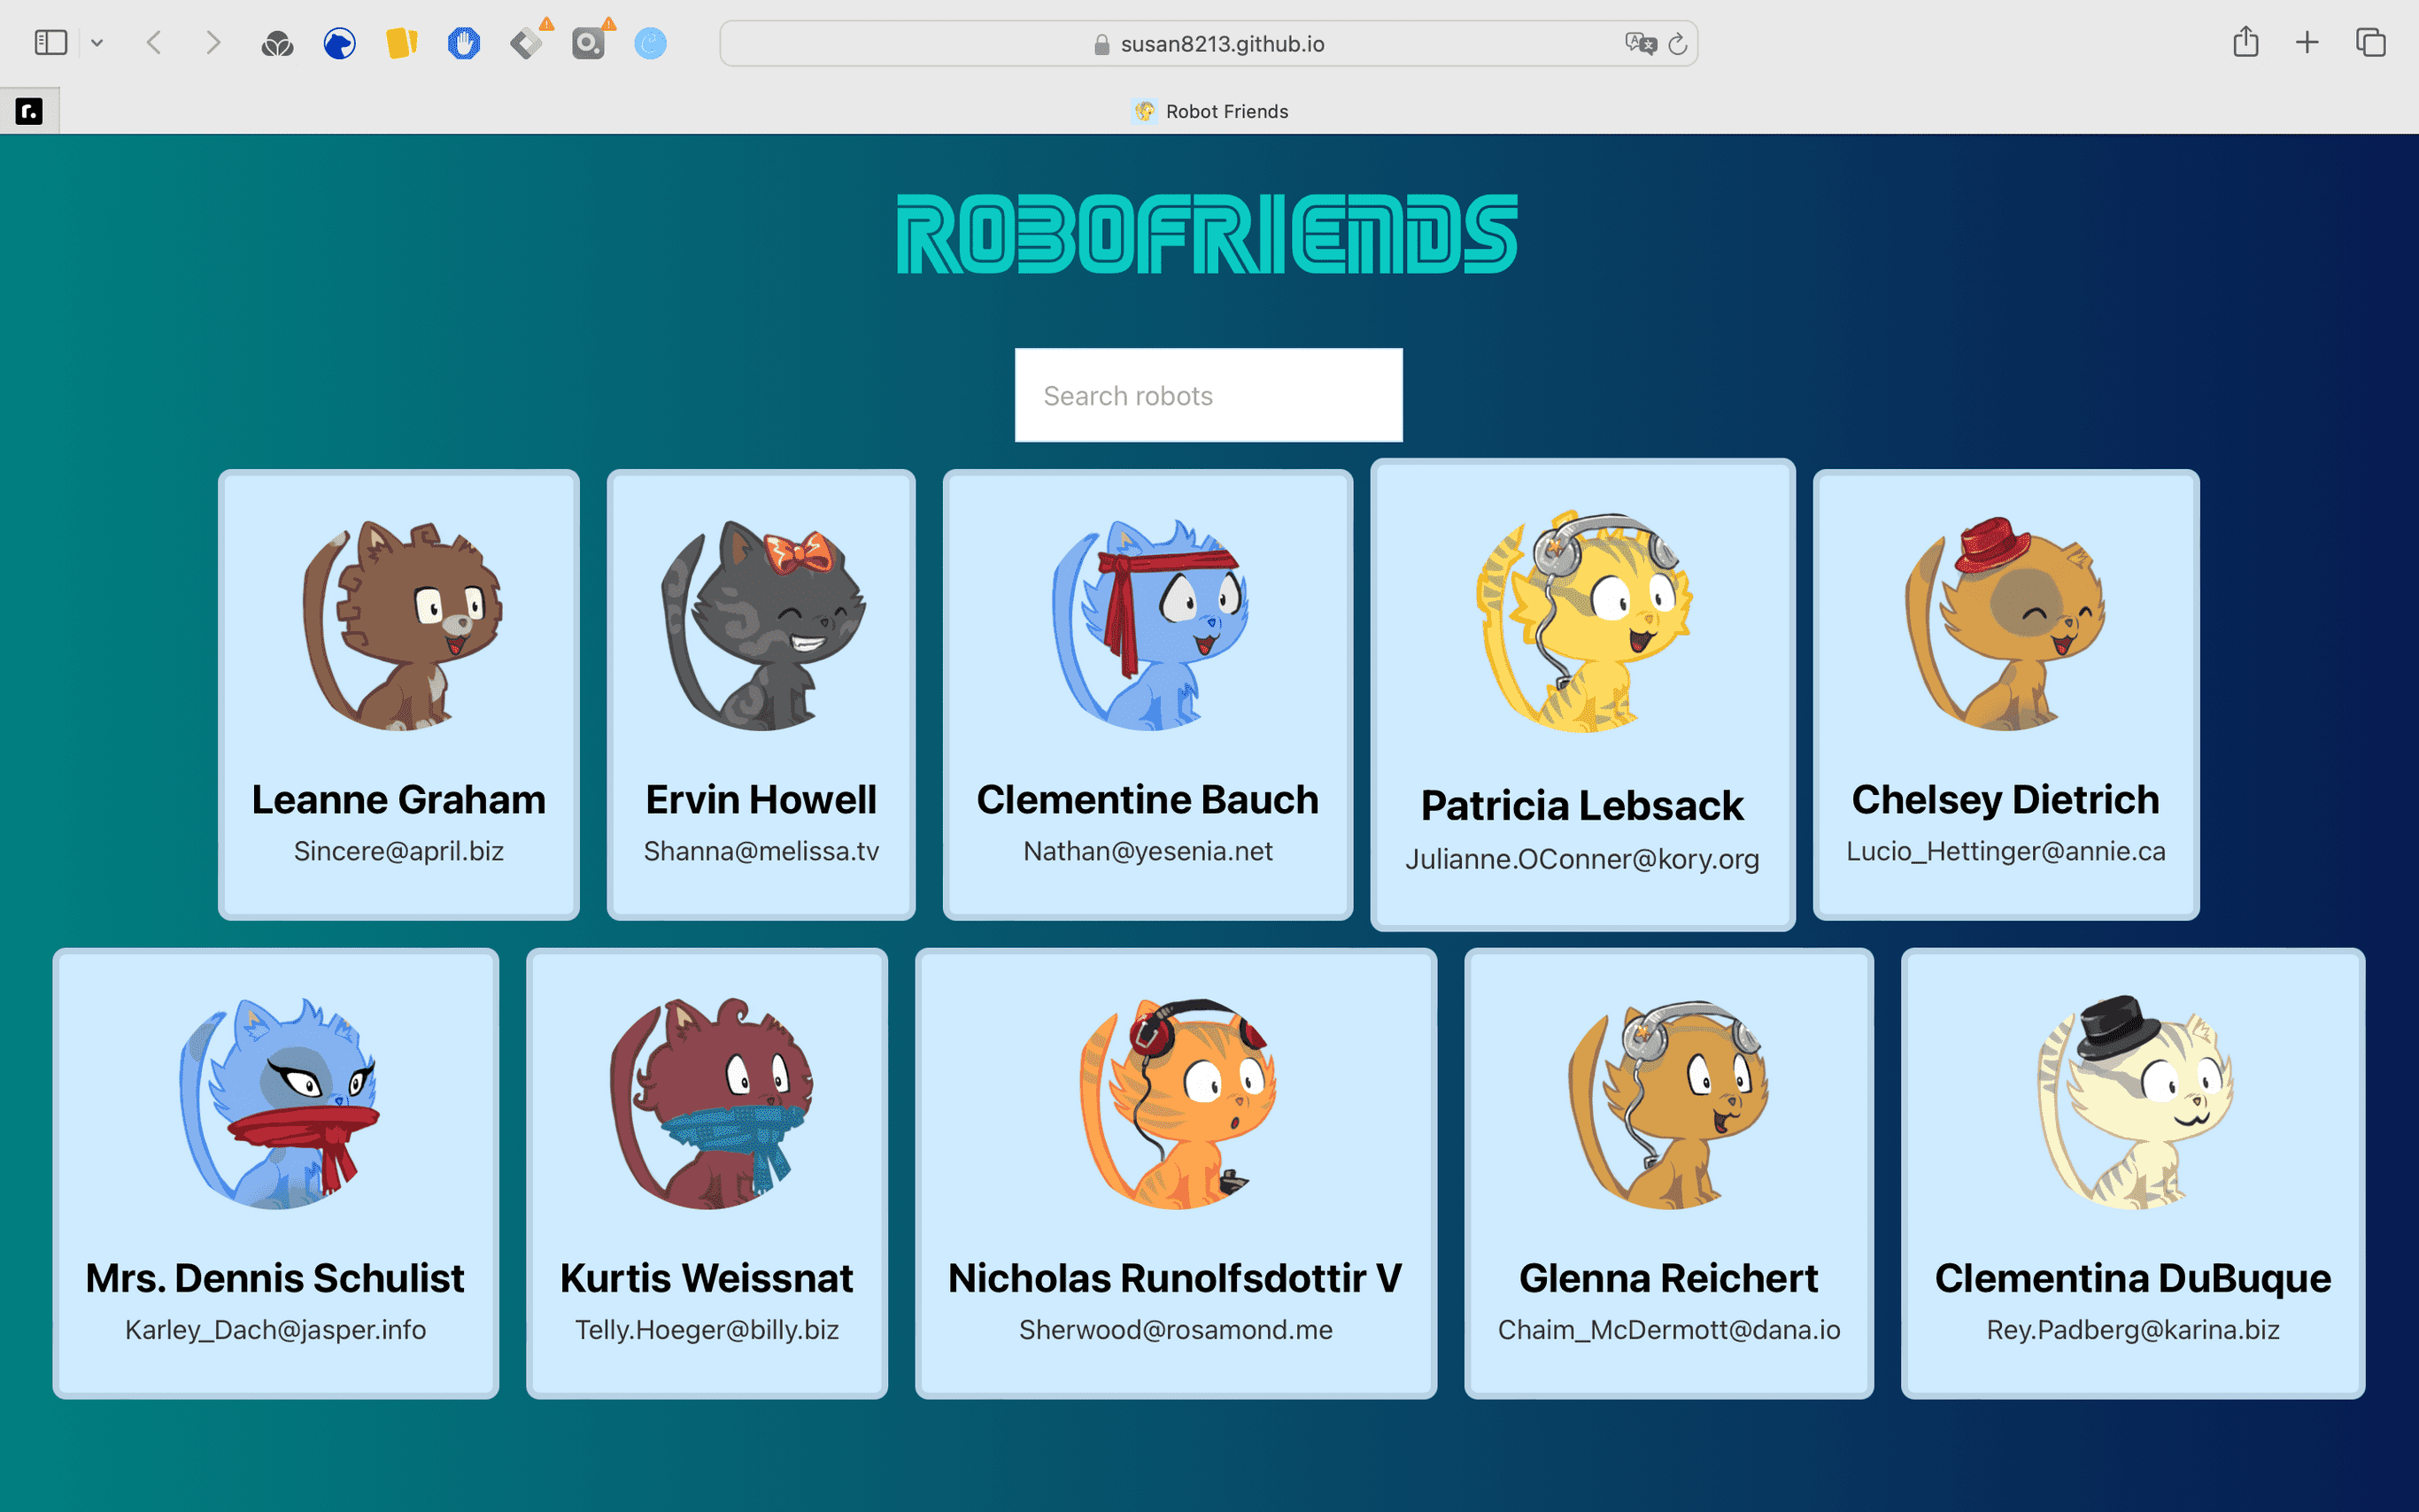 susan8213.github.io
r.
Robot Friends
ROBOFRIENDS
Search robots
Leanne Graham
Sincere@april.biz
Ervin Howell
Shanna@melissa.tv
Clementine Bauch
Nathan@yesenia.net
Patricia Lebsack
Julianne.OConner@kory.org
Chelsey Dietrich
Lucio_Hettinger@annie.ca
Mrs. Dennis Schulist
Karley_Dach@jasper.info
Kurtis Weissnat
Telly.Hoeger@billy.biz
Nicholas Runolfsdottir V
Sherwood@rosamond.me
Glenna Reichert
Chaim_McDermott@dana.io
Clementina DuBuque
Rey.Padberg@karina.biz